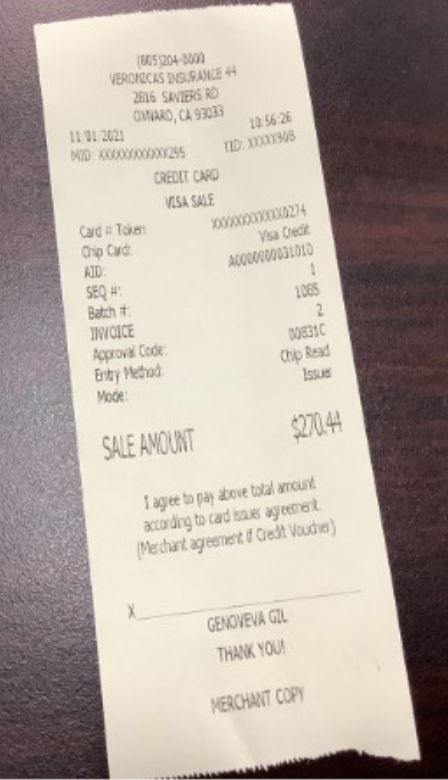 (805)204-8000
VERONICAS INSURANCE 44
2816 SAVIERS RD
OXNARD, CA 93033
11/01/2021 10:56:26
MID: XXXXXXXXXXXX295 TID: XXXXX908
CREDIT CARD
VISA SALE
Card # Token XXXXXXXXXXXX0274
Chip Card: Visa Credit
AID: A0000000031010
SEQ #: 1
Batch #: 1085
INVOICE 2
Approval Code: 00831C
Entry Method: Chip Read
Mode: Issuer
SALE AMOUNT $270.44
I agree to pay above total amount
according to card issuer agreement.
(Merchant agreement if Credit Voucher)
X
GENOVEVA GIL
THANK YOU!
MERCHANT COPY